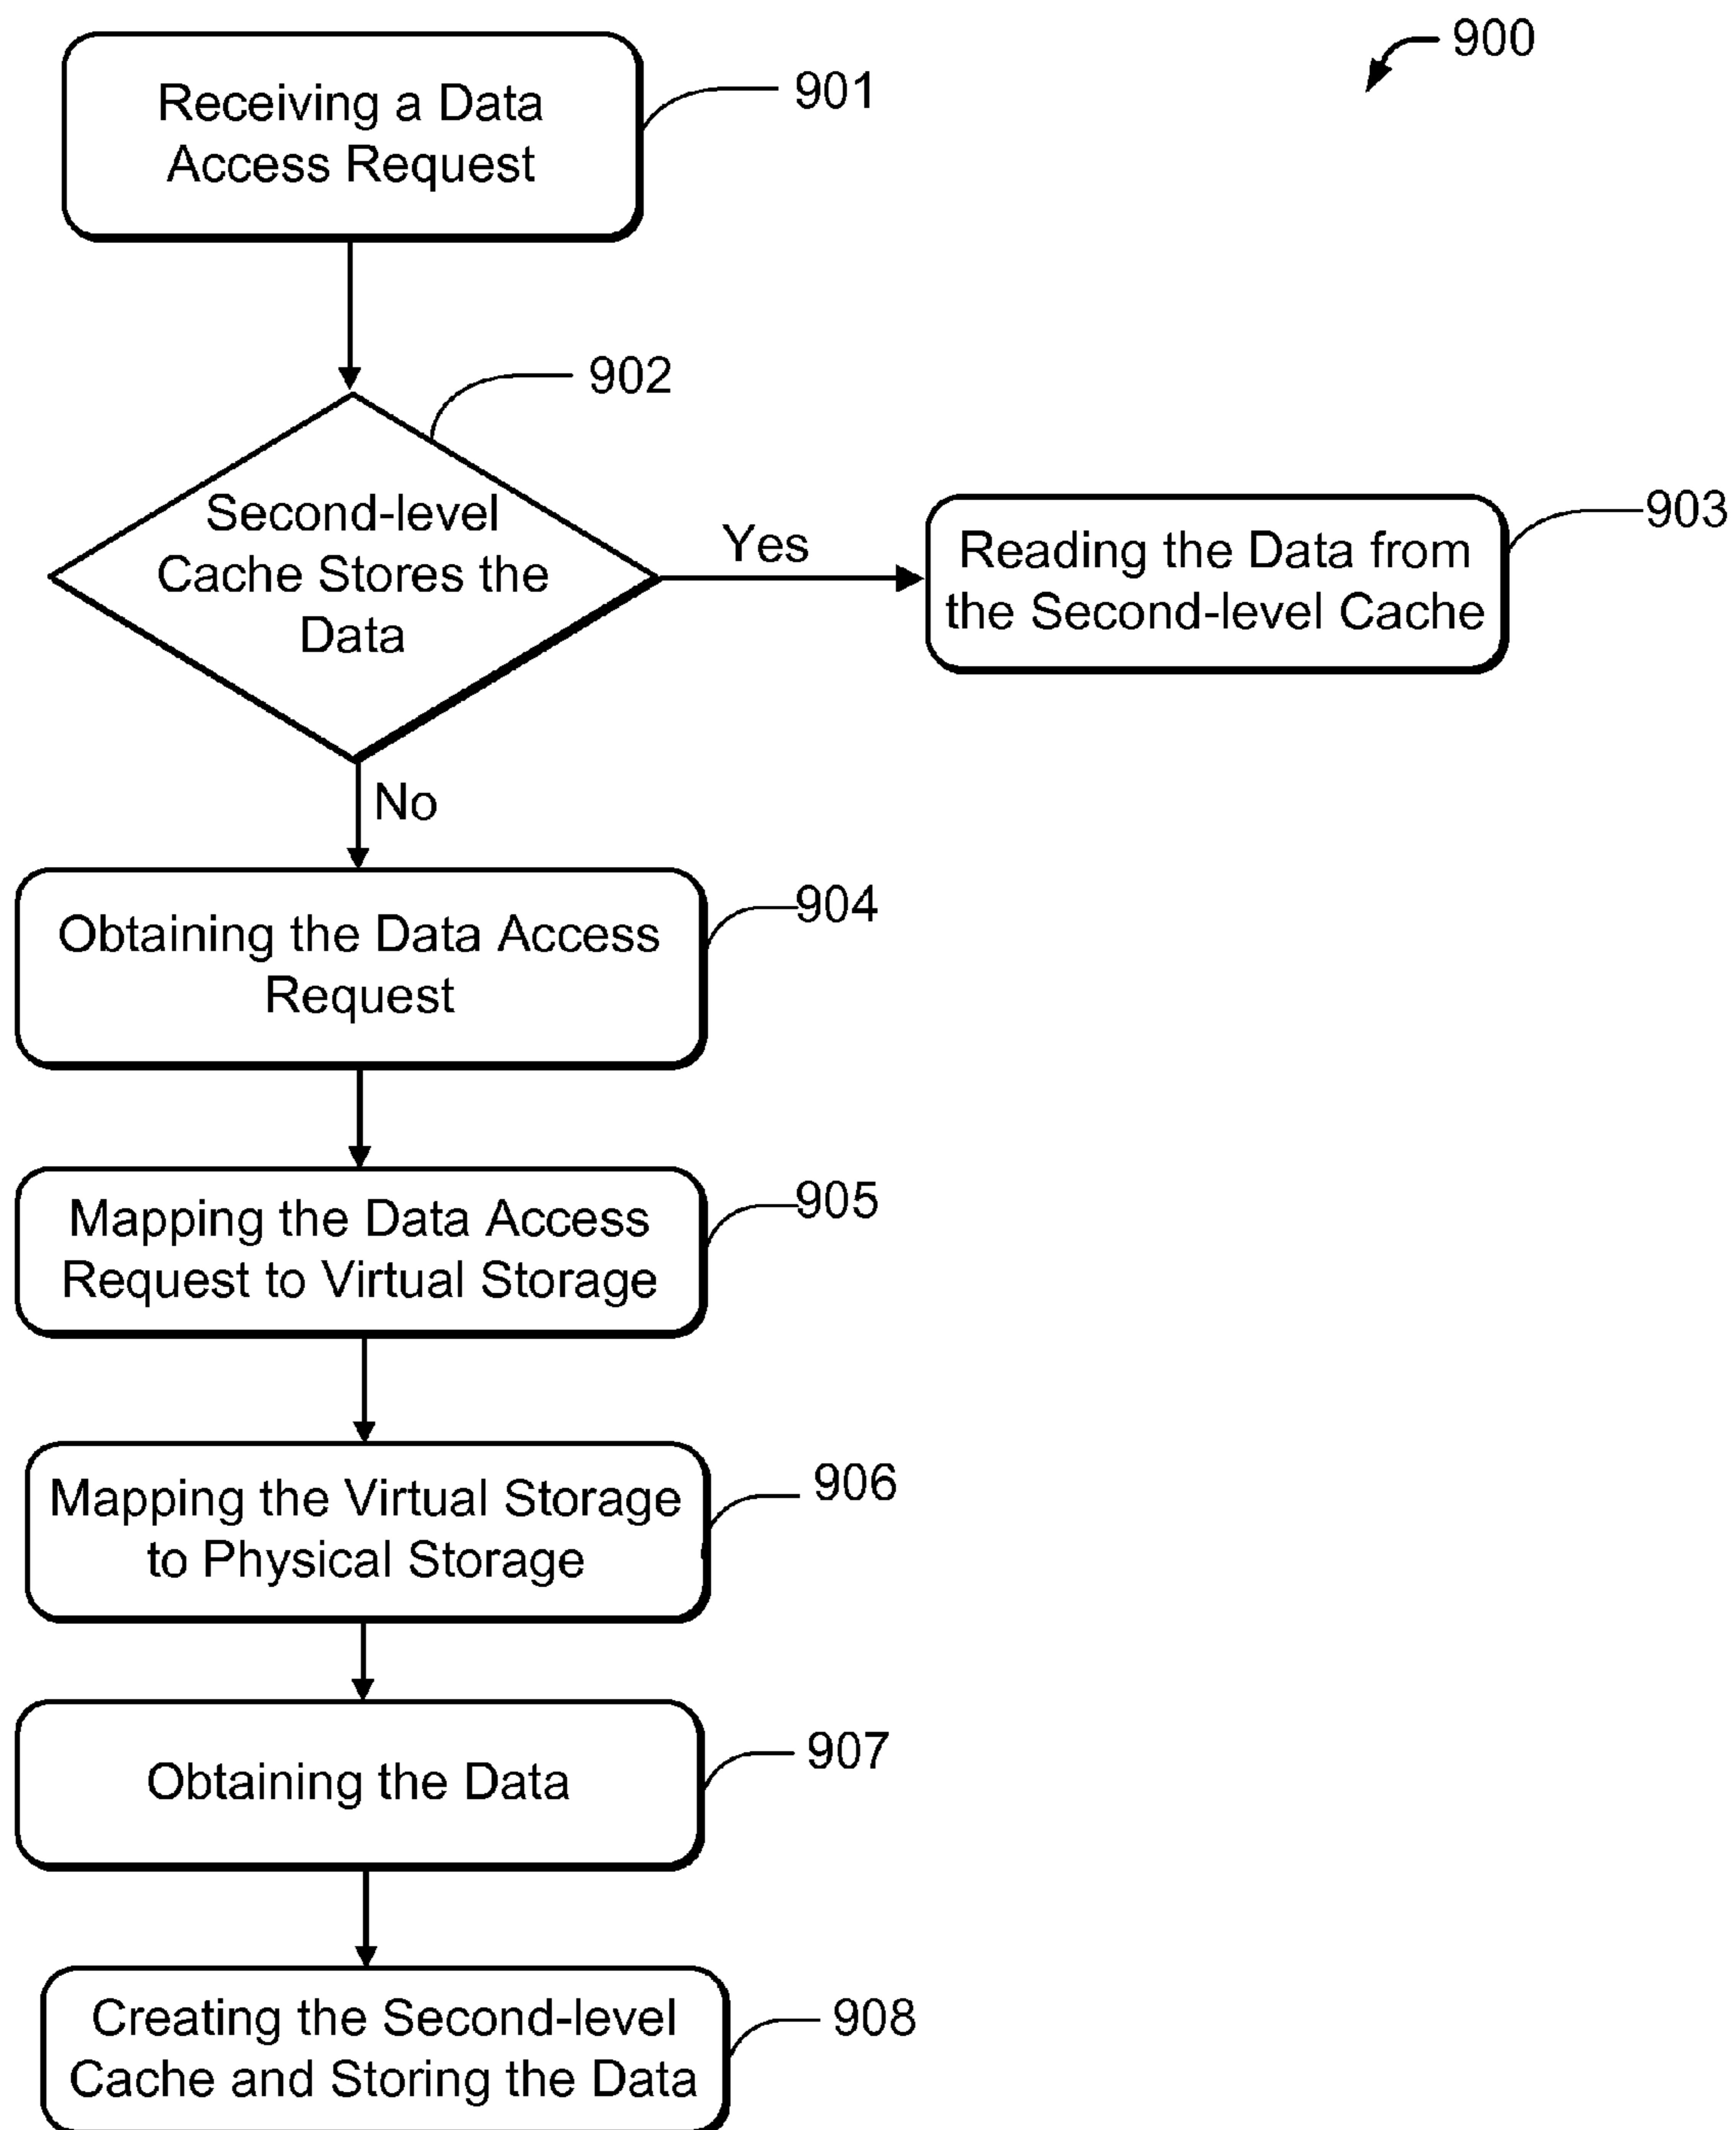 900
Receiving a Data
Access Request
901
902
Second-level
Cache Stores the
Data
Yes
Reading the Data from
the Second-level Cache
903
No
Obtaining the Data Access
Request
904
Mapping the Data Access
Request to Virtual Storage
905
Mapping the Virtual Storage
to Physical Storage
906
Obtaining the Data
907
Creating the Second-level
Cache and Storing the Data
908